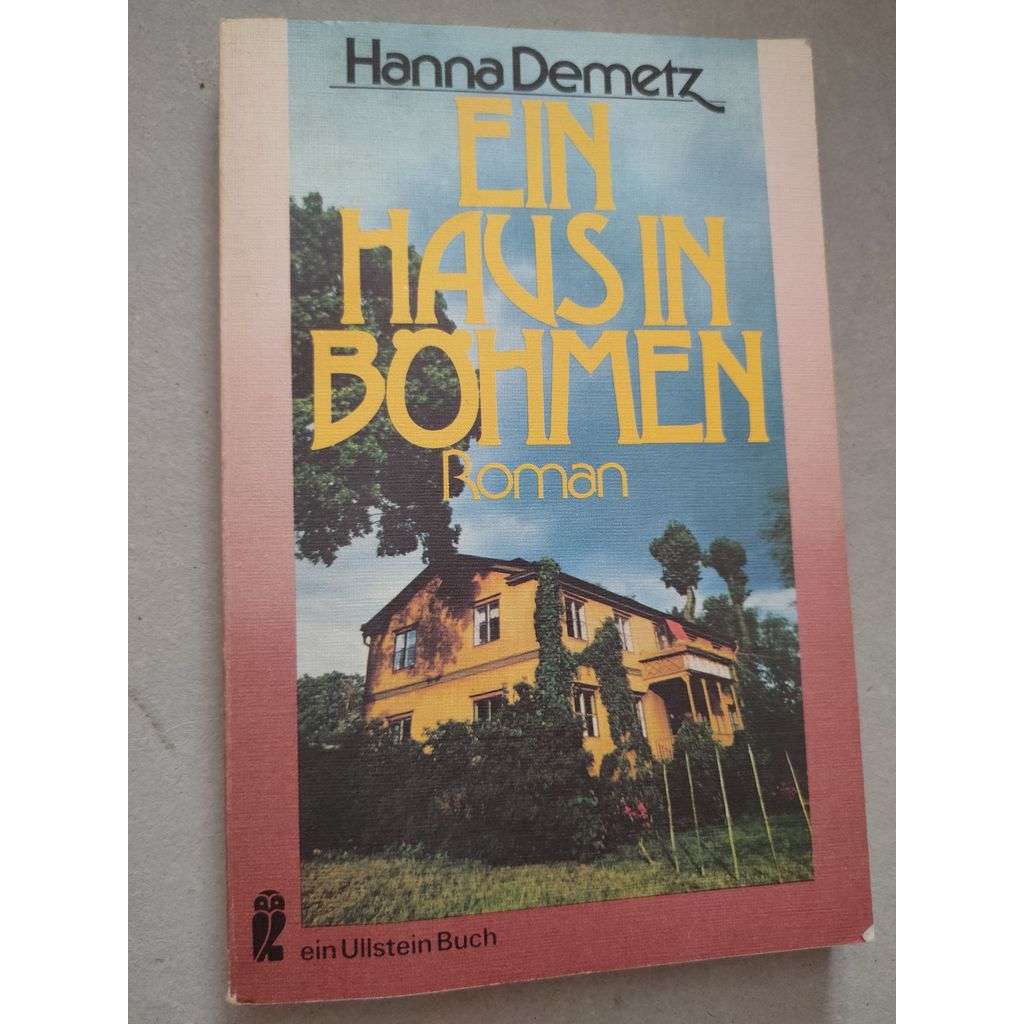 Hanna Demetz
EIN
HAUS IN
BÖHMEN
Roman
ein Ullstein Buch